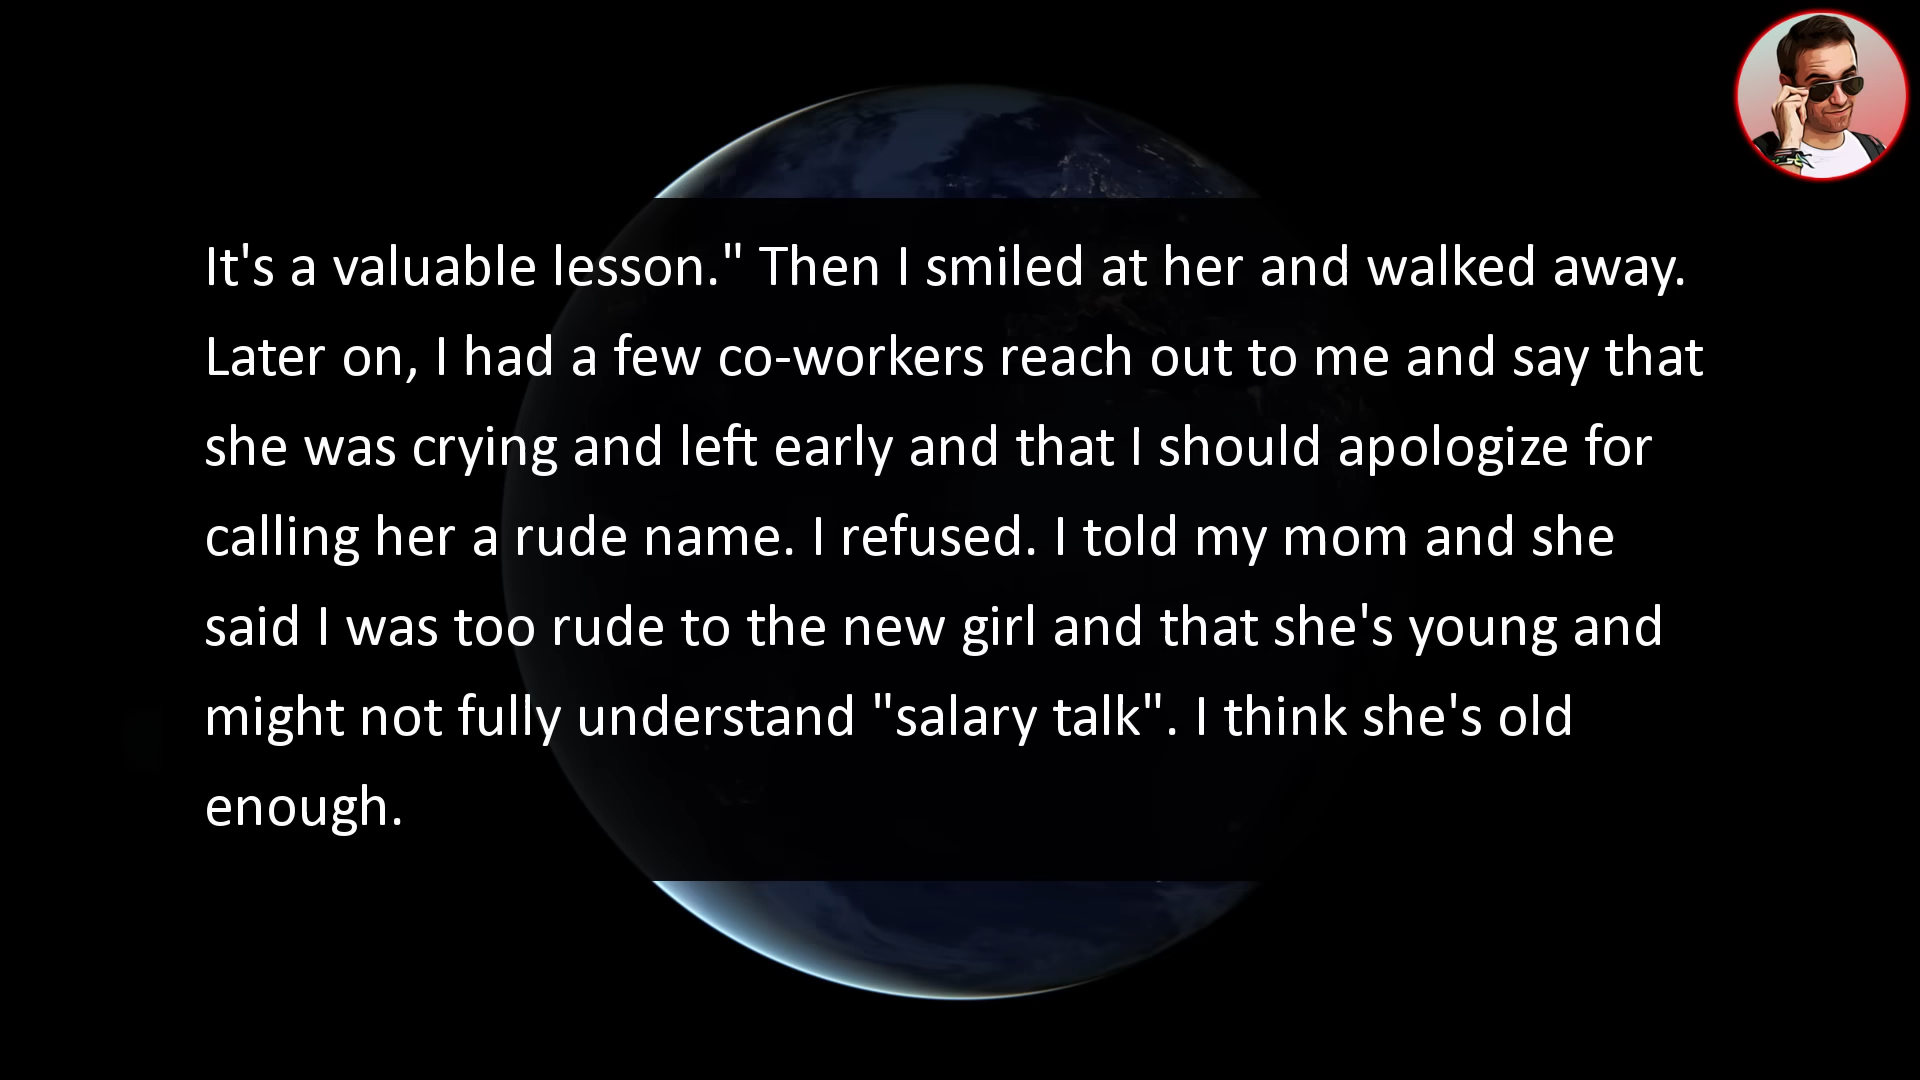 It's a valuable lesson." Then I smiled at her and walked away.
Later on, I had a few co-workers reach out to me and say that
she was crying and left early and that I should apologize for
calling her a rude name. I refused. I told my mom and she
said I was too rude to the new girl and that she's young and
might not fully understand "salary talk". I think she's old
enough.